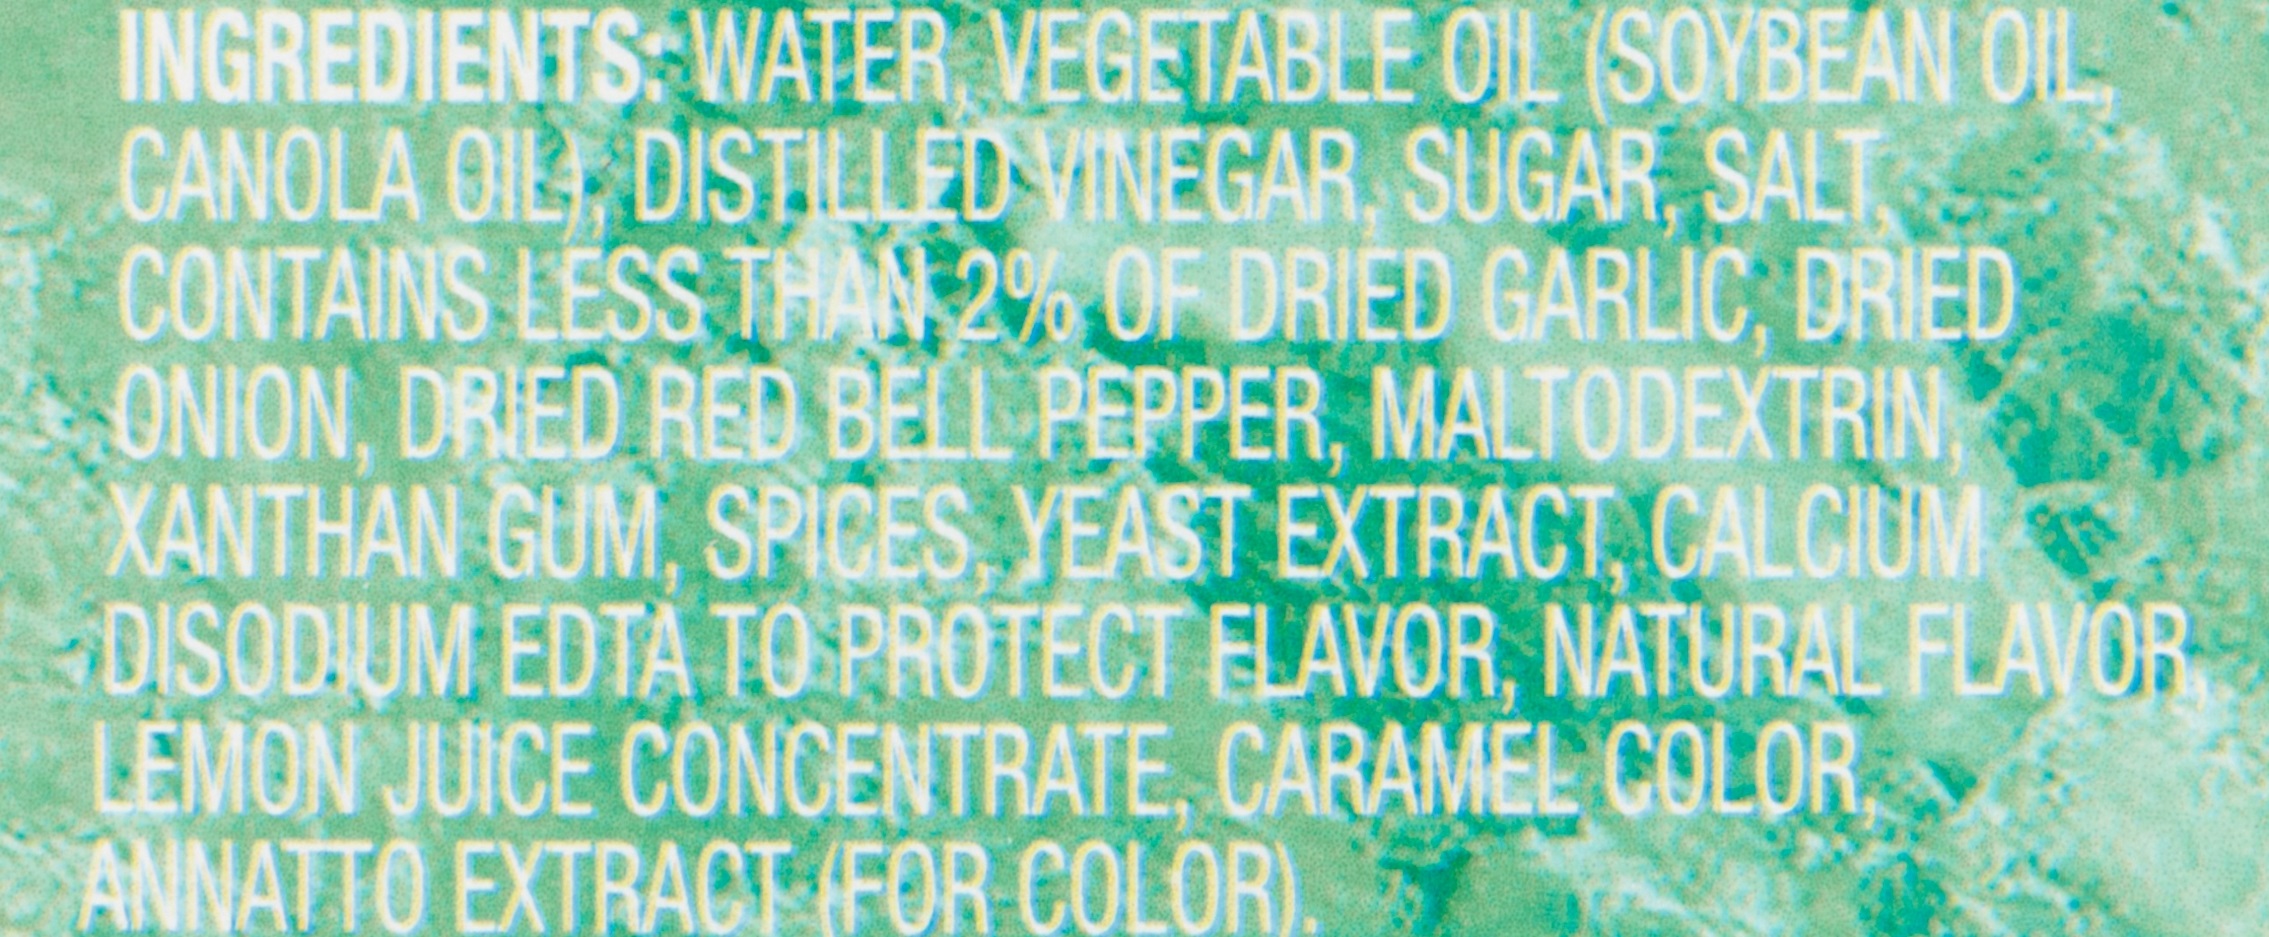 INGREDIENTS: WATER, VEGETABLE OIL (SOYBEAN OIL,
CANOLA OIL), DISTILLED VINEGAR, SUGAR, SALT,
CONTAINS LESS THAN 2% OF DRIED GARLIC, DRIED
ONION, DRIED RED BELL PEPPER, MALTODEXTRIN,
XANTHAN GUM, SPICES, YEAST EXTRACT, CALCIUM
DISODIUM EDTA TO PROTECT FLAVOR, NATURAL FLAVOR,
LEMON JUICE CONCENTRATE, CARAMEL COLOR,
ANNATTO EXTRACT (FOR COLOR).